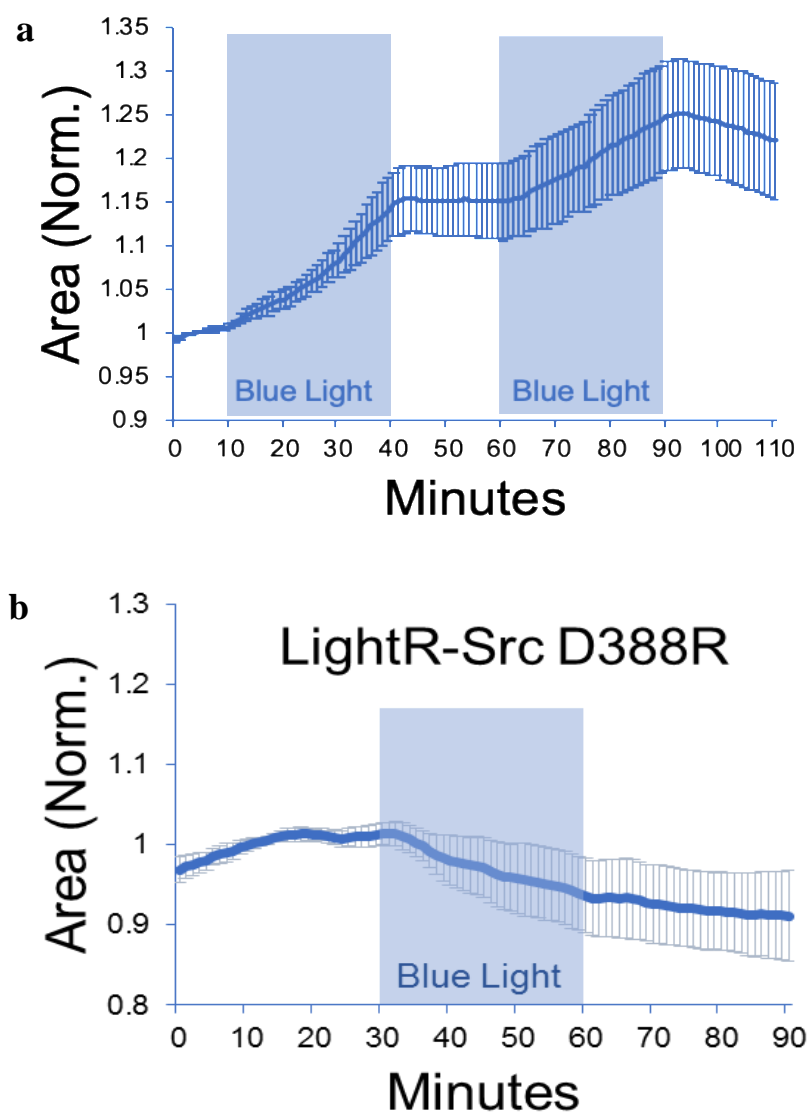 a
Area (Norm.)
1.35
1.3
1.25
1.2
1.15
1.1
1.05
1
0.95
0.9
Blue Light
Blue Light
0 10 20 30 40 50 60 70 80 90 100 110
Minutes
b
Area (Norm.)
1.3
1.2
1.1
1
0.9
0.8
LightR-Src D388R
Blue Light
0 10 20 30 40 50 60 70 80 90
Minutes